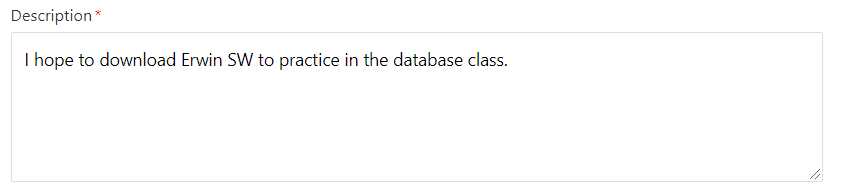 Description*
I hope to download Erwin SW to practice in the database class.